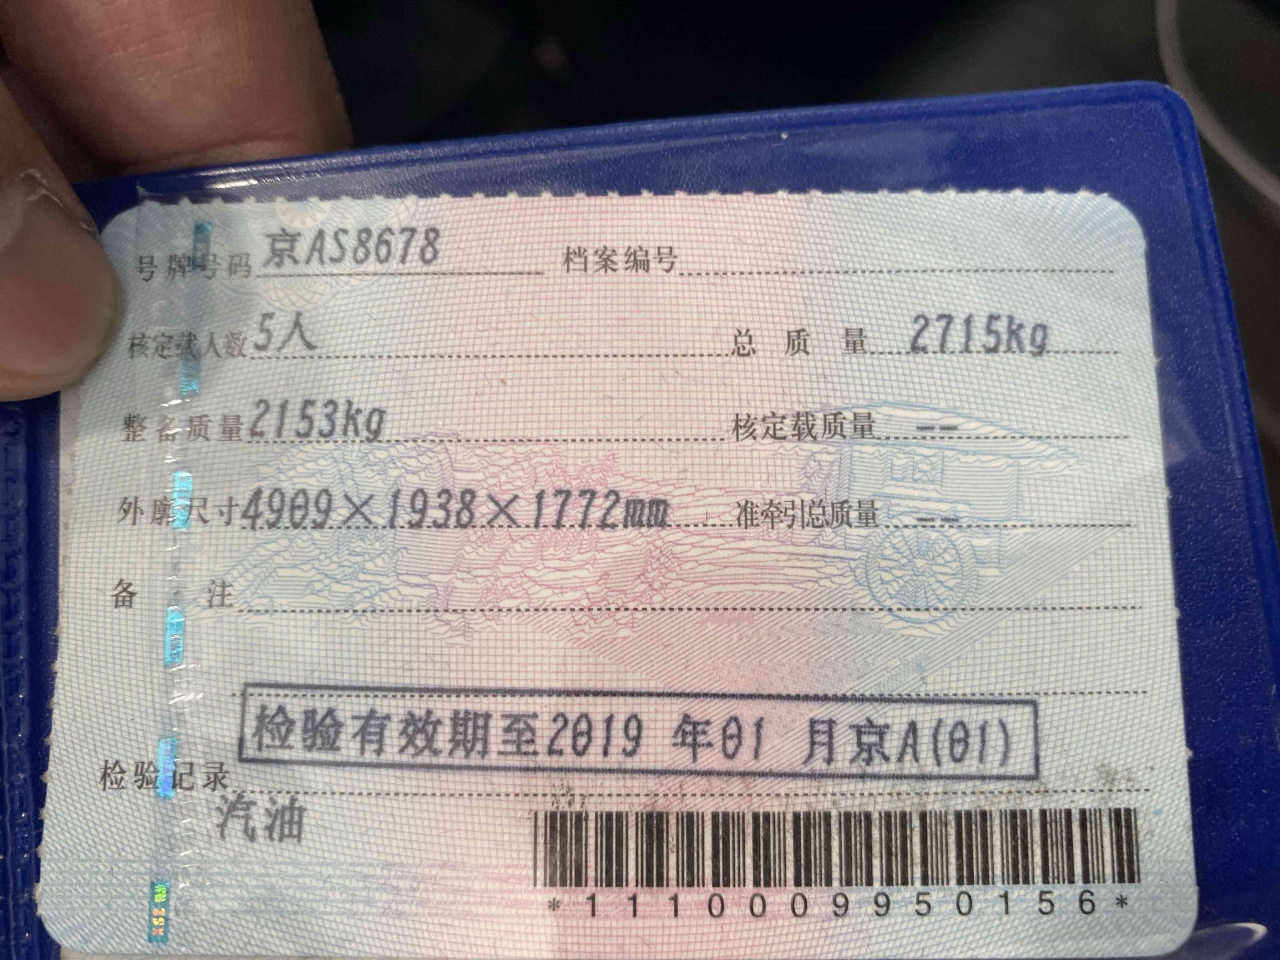 号牌号码 京AS8678 档案编号
核定载人数 5人 总质量 2715kg
整备质量 2153kg 核定载质量 --
外廓尺寸 4909×1938×1772mm 准牵引总质量 --
备注
检验有效期至2019 年01 月京A(01)
检验记录
汽油
*1110009950156*